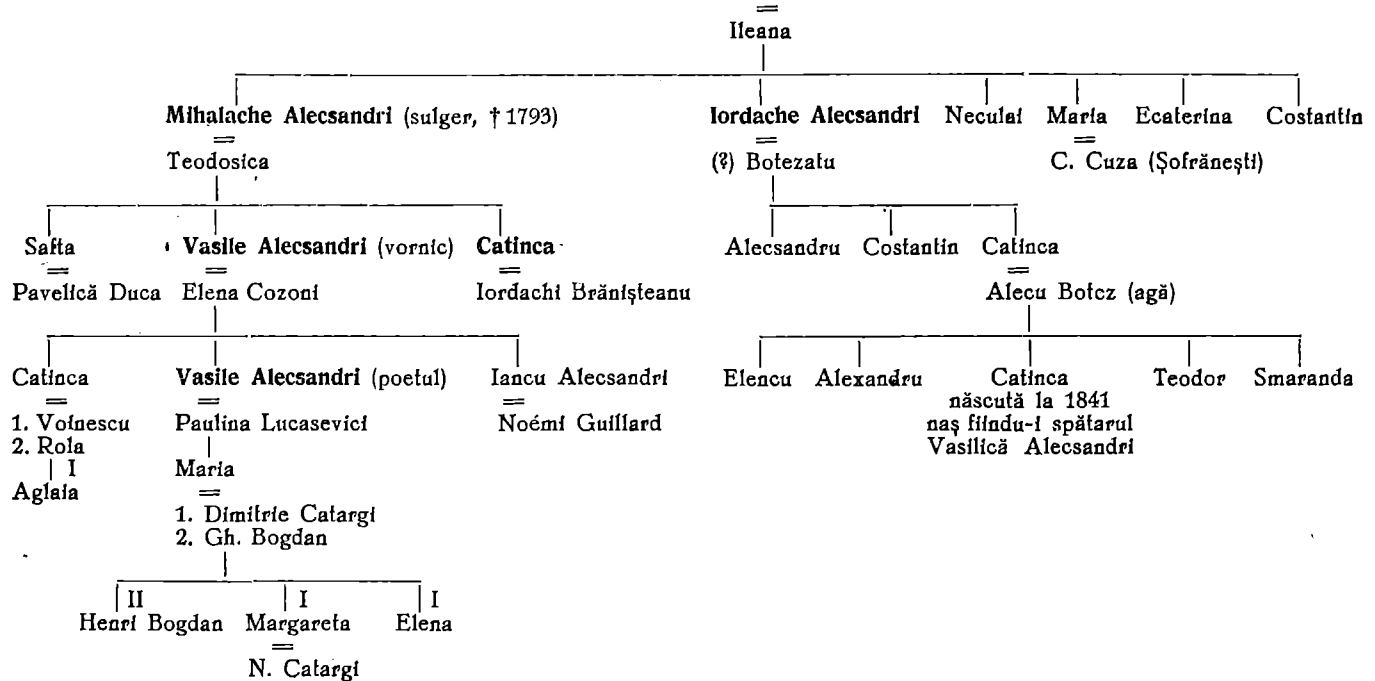 Ileana
Mihalache Alecsandri (sulger, † 1793) Iordache Alecsandri Neculai Maria Ecaterina Costantin
Teodosica (?) Botezatu C. Cuza (Șofrănești)
Safta Vasile Alecsandri (vornic) Catinca Alecsandru Costantin Catinca
Pavelică Duca Elena Cozoni Iordachi Brănișteanu Alecu Botez (agă)
Catinca Vasile Alecsandri (poetul) Iancu Alecsandri Elencu Alexandru Catinca Teodor Smaranda
născută la 1841
1. Voinescu Paulina Lucasevici Noémi Guillard naș fiindu-i spătarul
2. Rola Vasilică Alecsandri
I Maria
Aglaia
1. Dimitrie Catargi
2. Gh. Bogdan
II I I
Henri Bogdan Margareta Elena
N. Catargi